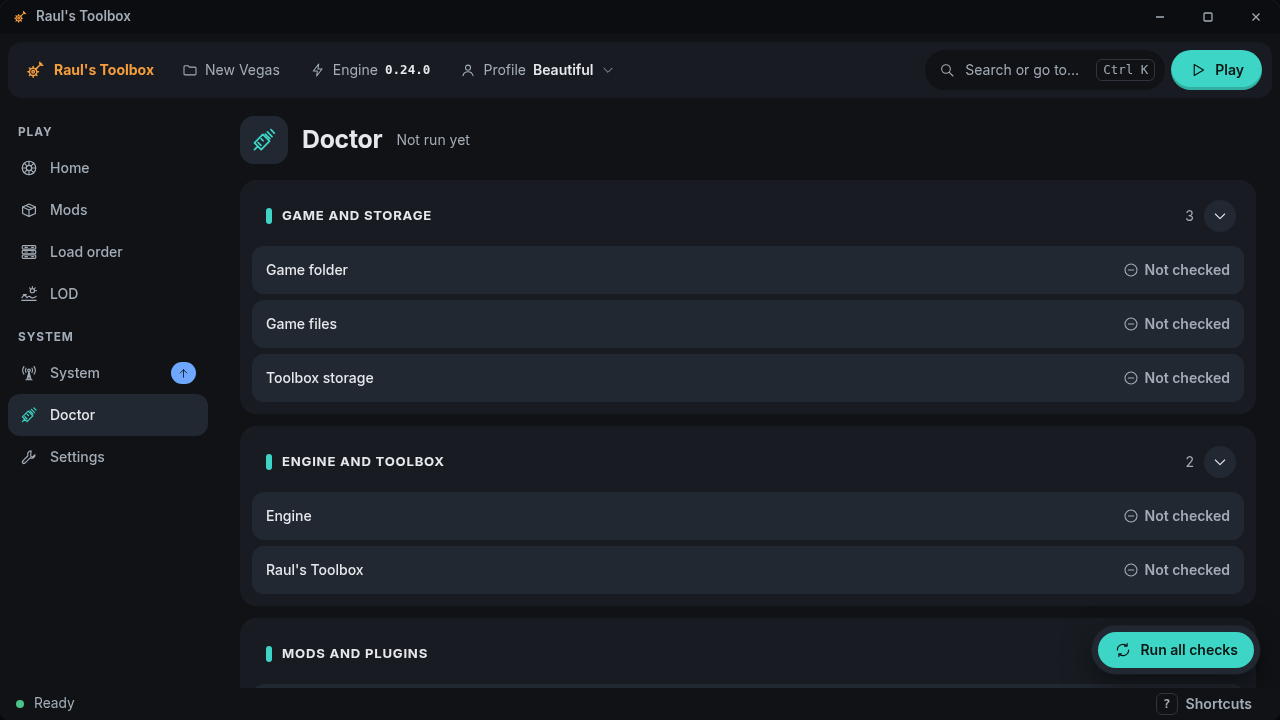 Raul's Toolbox
Raul's Toolbox New Vegas Engine 0.24.0 Profile Beautiful Search or go to... Ctrl K Play
PLAY
Home
Mods
Load order
LOD
SYSTEM
System
Doctor
Settings
Doctor Not run yet
GAME AND STORAGE 3
Game folder Not checked
Game files Not checked
Toolbox storage Not checked
ENGINE AND TOOLBOX 2
Engine Not checked
Raul's Toolbox Not checked
MODS AND PLUGINS
Run all checks
Ready ? Shortcuts